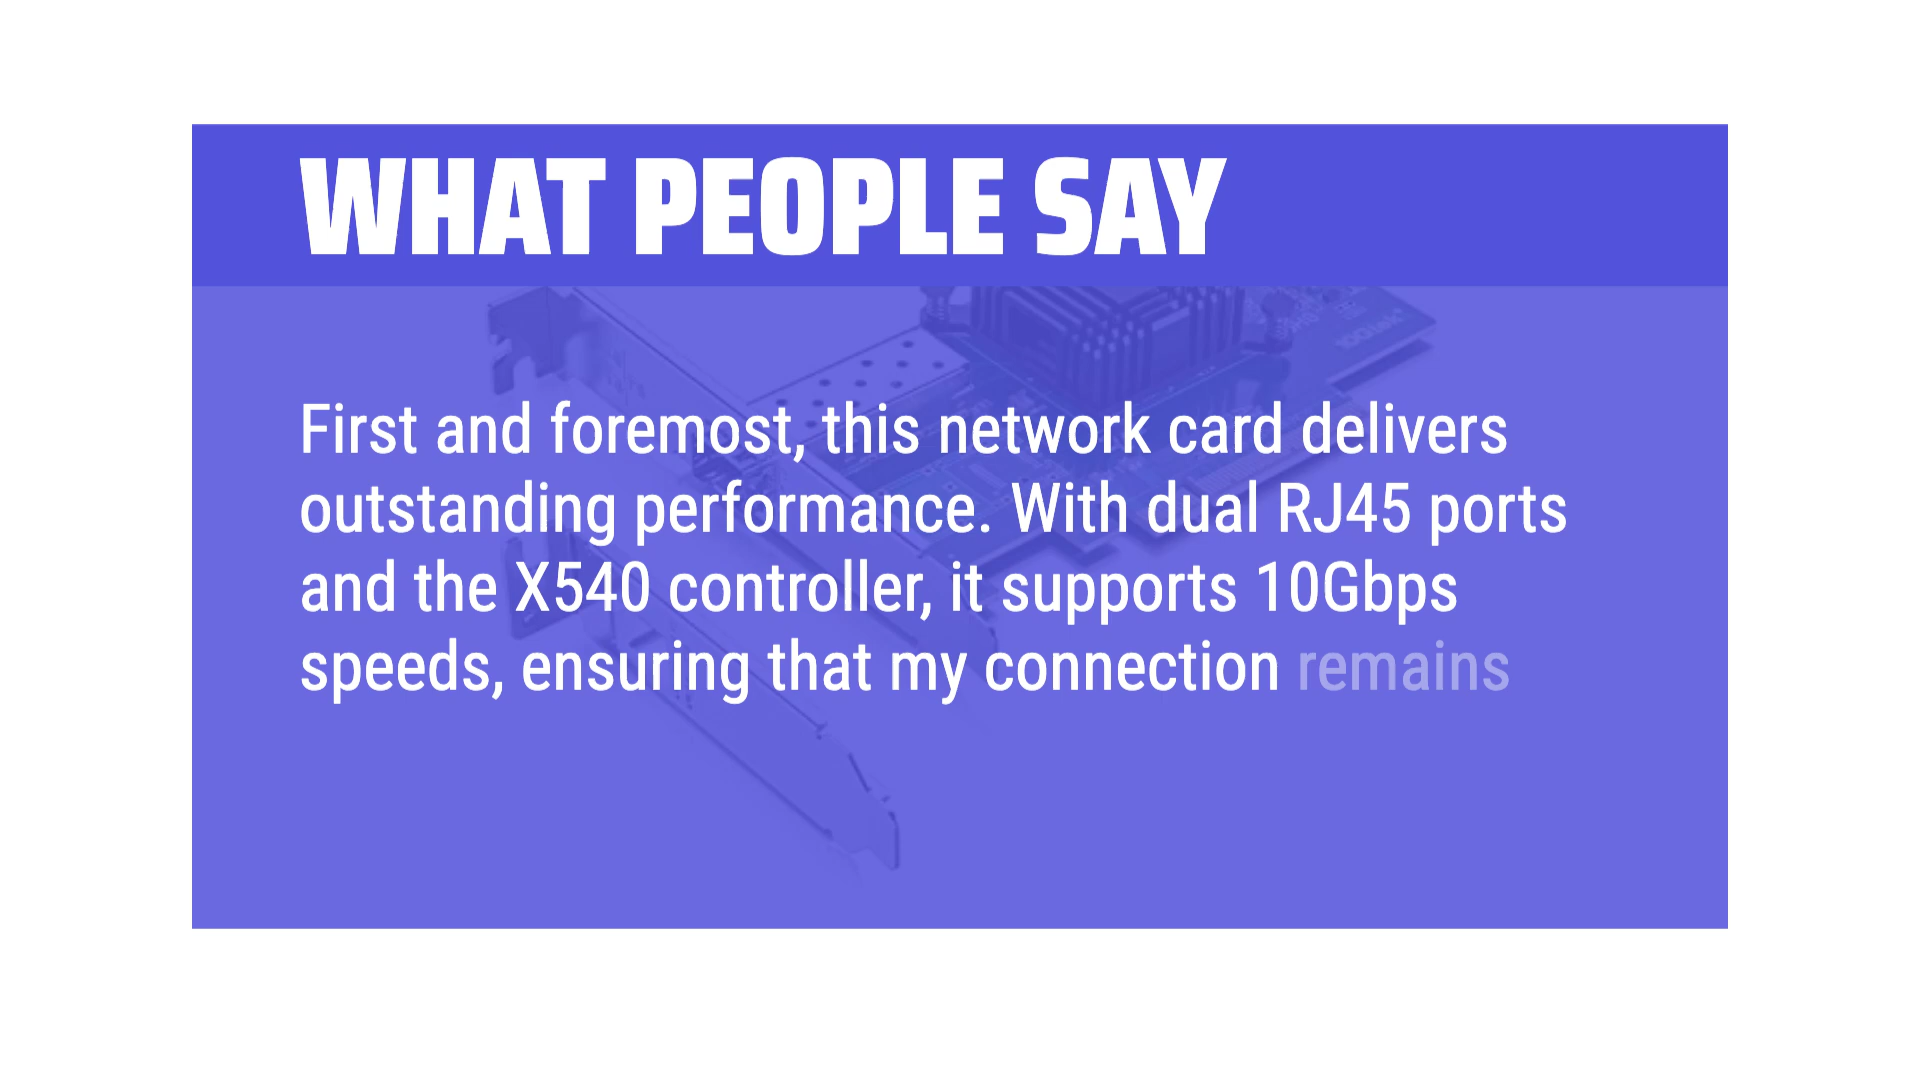 WHAT PEOPLE SAY
First and foremost, this network card delivers
outstanding performance. With dual RJ45 ports
and the X540 controller, it supports 10Gbps
speeds, ensuring that my connection remains